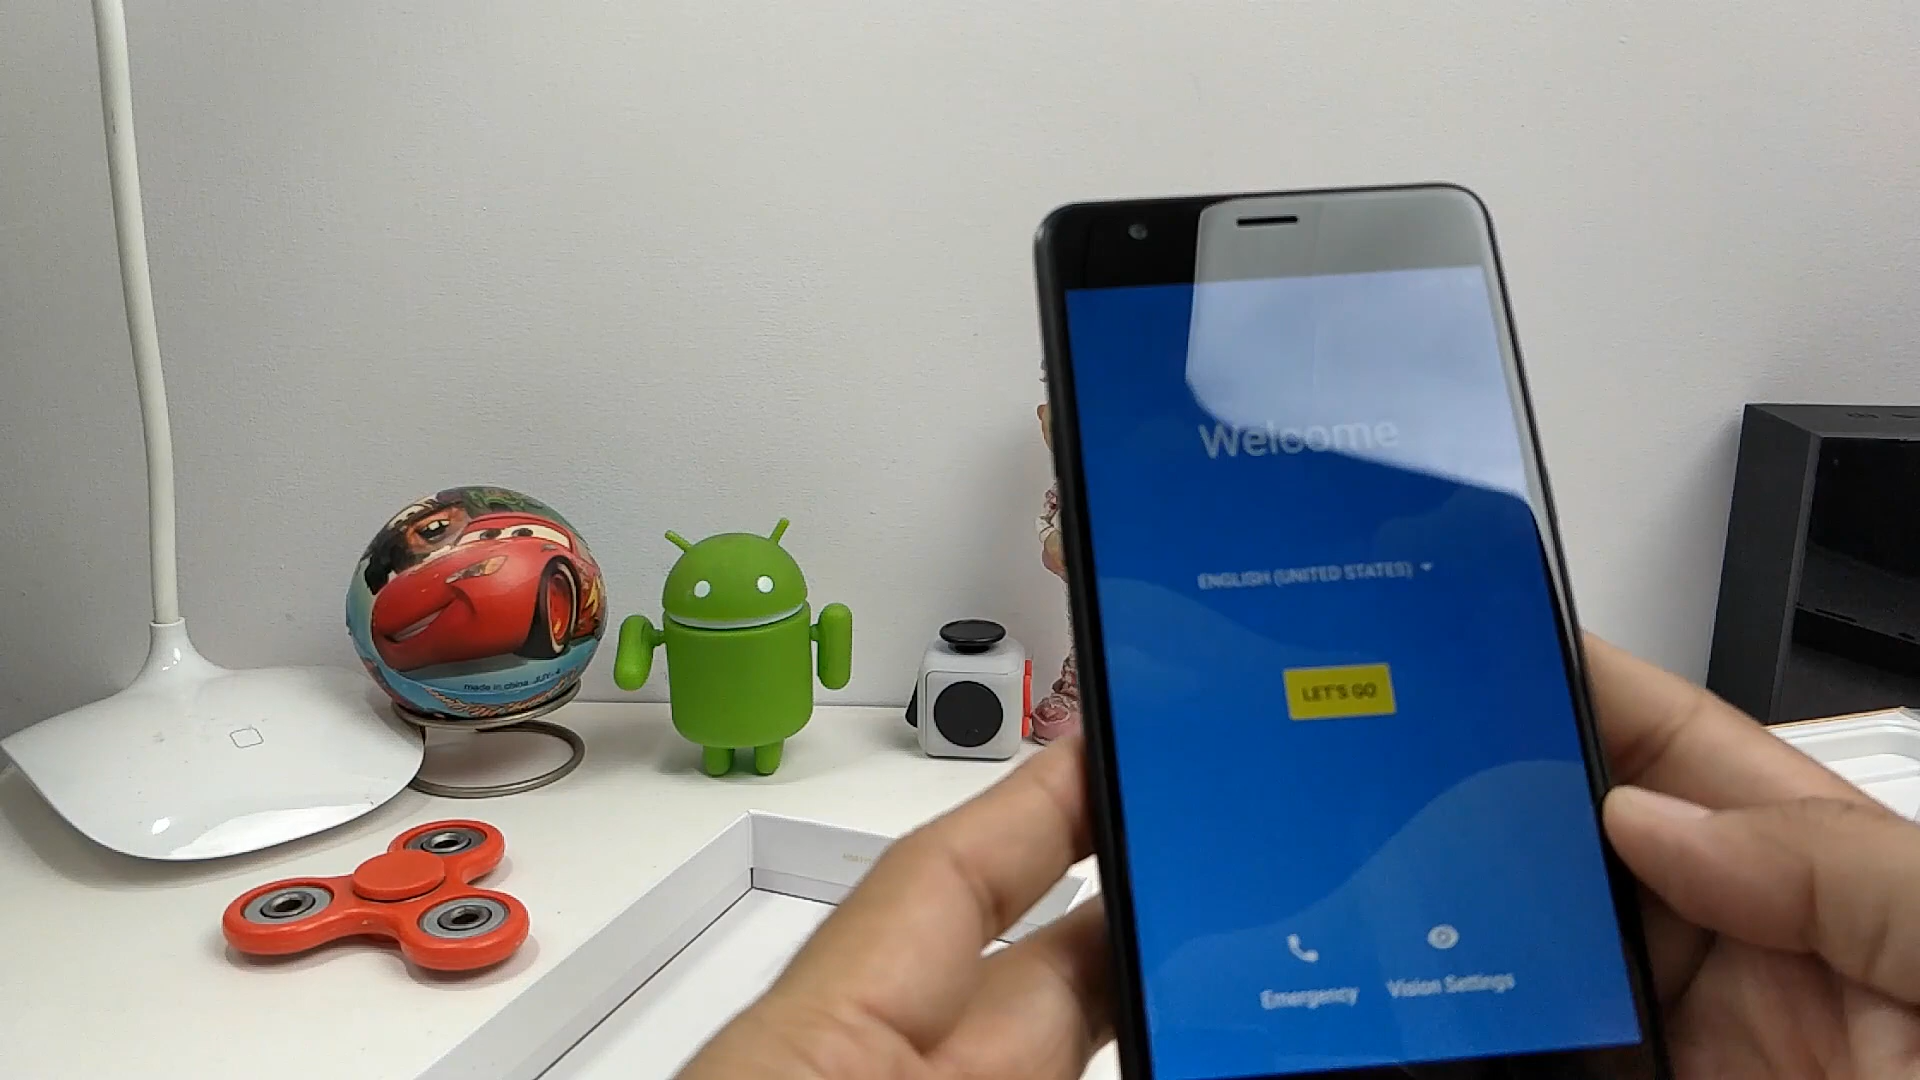 Welcome
ENGLISH (UNITED STATES)
LET'S GO
Emergency
Vision Settings
made in china